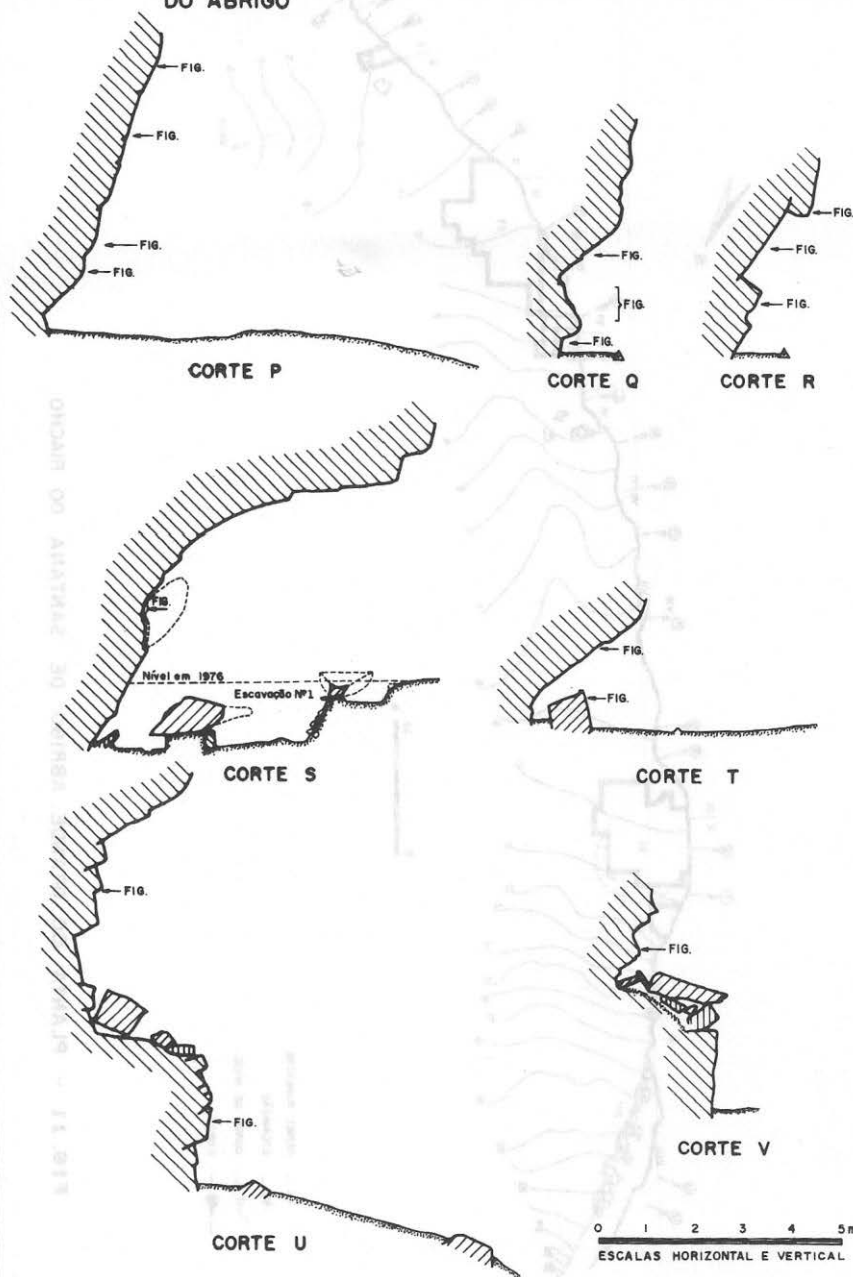 DO ABRIGO
FIG.
FIG.
FIG.
FIG.
CORTE P
FIG.
FIG.
FIG.
CORTE Q
FIG.
FIG.
FIG.
CORTE R
FIG.
Nível em 1976
Escavação Nº1
CORTE S
FIG.
FIG.
CORTE T
FIG.
FIG.
CORTE U
FIG.
CORTE V
0 1 2 3 4 5m
ESCALAS HORIZONTAL E VERTICAL